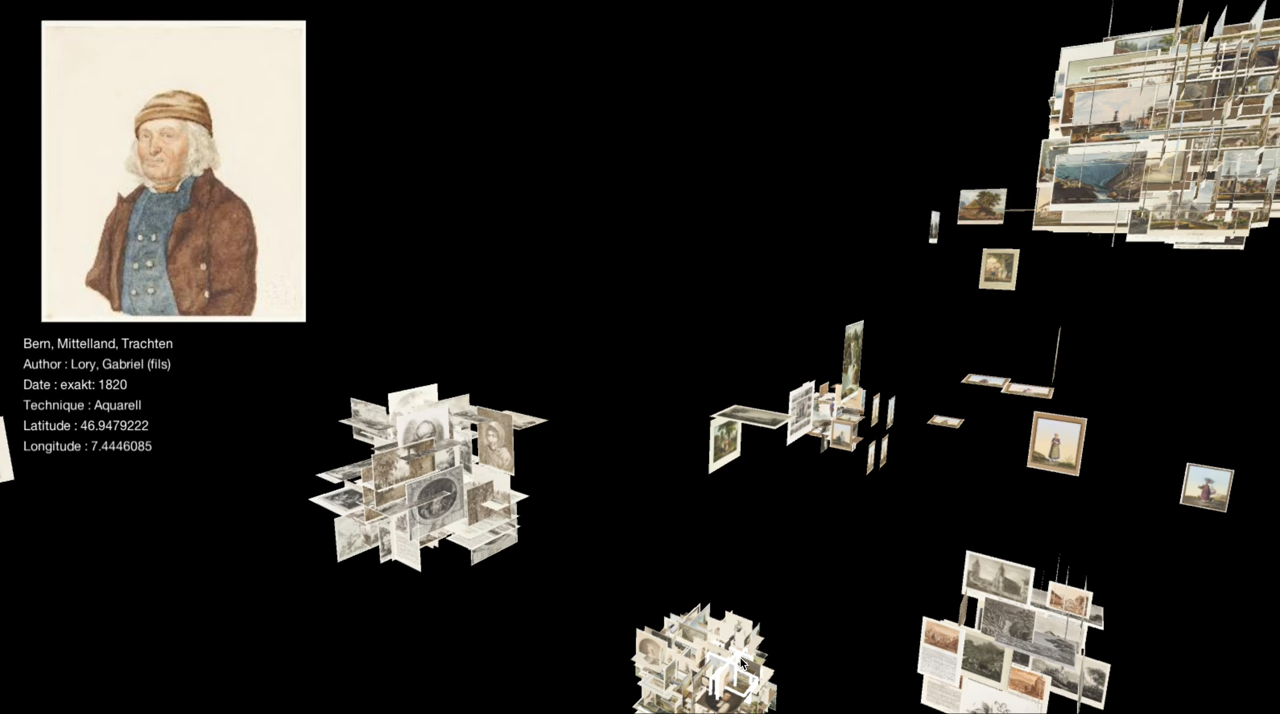 Bern, Mittelland, Trachten
Author : Lory, Gabriel (fils)
Date : exakt: 1820
Technique : Aquarell
Latitude : 46.9479222
Longitude : 7.4446085